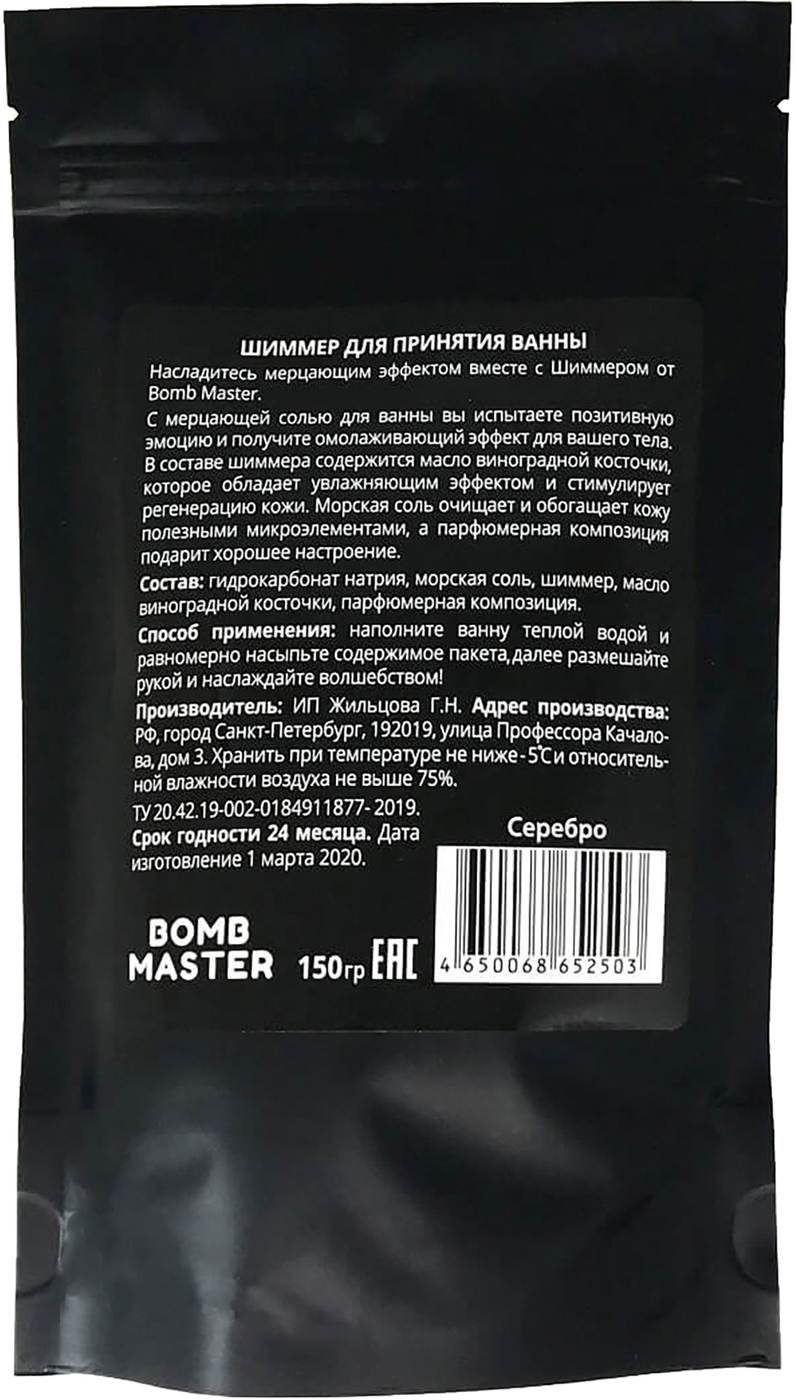 ШИММЕР ДЛЯ ПРИНЯТИЯ ВАННЫ
Насладитесь мерцающим эффектом вместе с Шиммером от
Bomb Master.
С мерцающей солью для ванны вы испытаете позитивную
эмоцию и получите омолаживающий эффект для вашего тела.
В составе шиммера содержится масло виноградной косточки,
которое обладает увлажняющим эффектом и стимулирует
регенерацию кожи. Морская соль очищает и обогащает кожу
полезными микроэлементами, а парфюмерная композиция
подарит хорошее настроение.
Состав: гидрокарбонат натрия, морская соль, шиммер, масло
виноградной косточки, парфюмерная композиция.
Способ применения: наполните ванну теплой водой и
равномерно насыпьте содержимое пакета, далее размешайте
рукой и наслаждайте волшебством!
Производитель: ИП Жильцова Г.Н. Адрес производства:
РФ, город Санкт-Петербург, 192019, улица Профессора Качало-
ва, дом 3. Хранить при температуре не ниже -5°С и относитель-
ной влажности воздуха не выше 75%.
ТУ 20.42.19-002-0184911877- 2019.
Срок годности 24 месяца. Дата
изготовление 1 марта 2020.
Серебро
BOMB
MASTER
150гр EAC
4 650068 652503